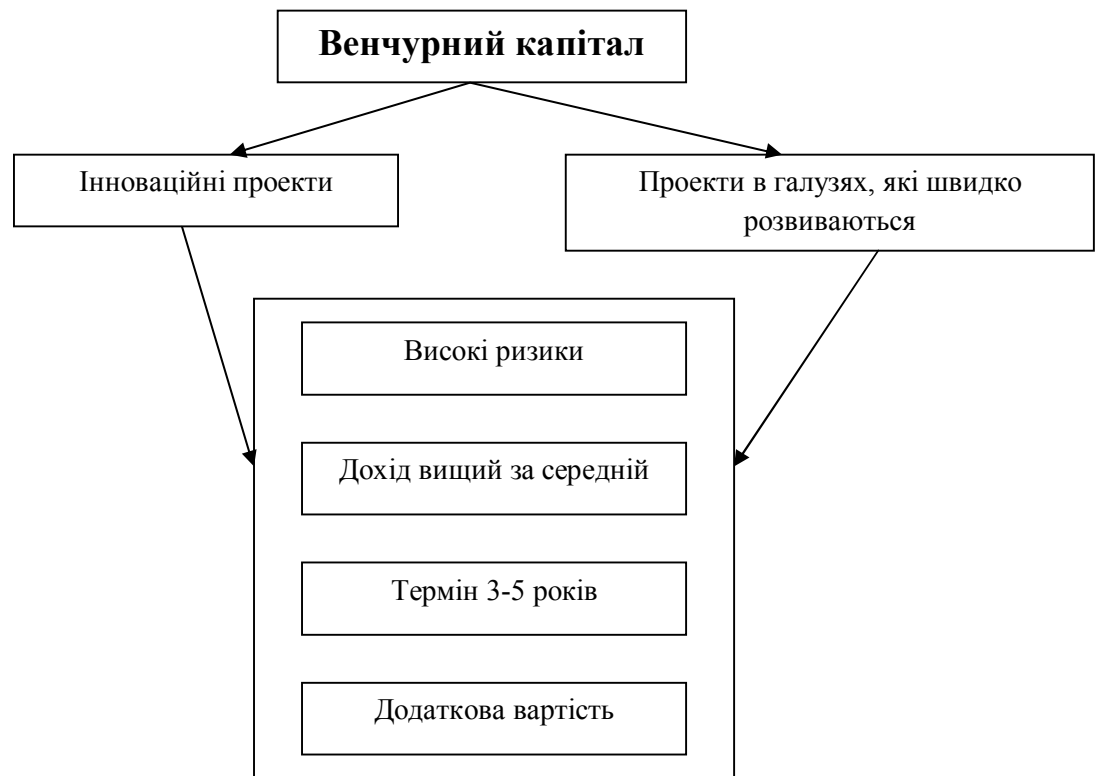 Венчурний капітал
Інноваційні проекти
Проекти в галузях, які швидко
розвиваються
Високі ризики
Дохід вищий за середній
Термін 3-5 років
Додаткова вартість